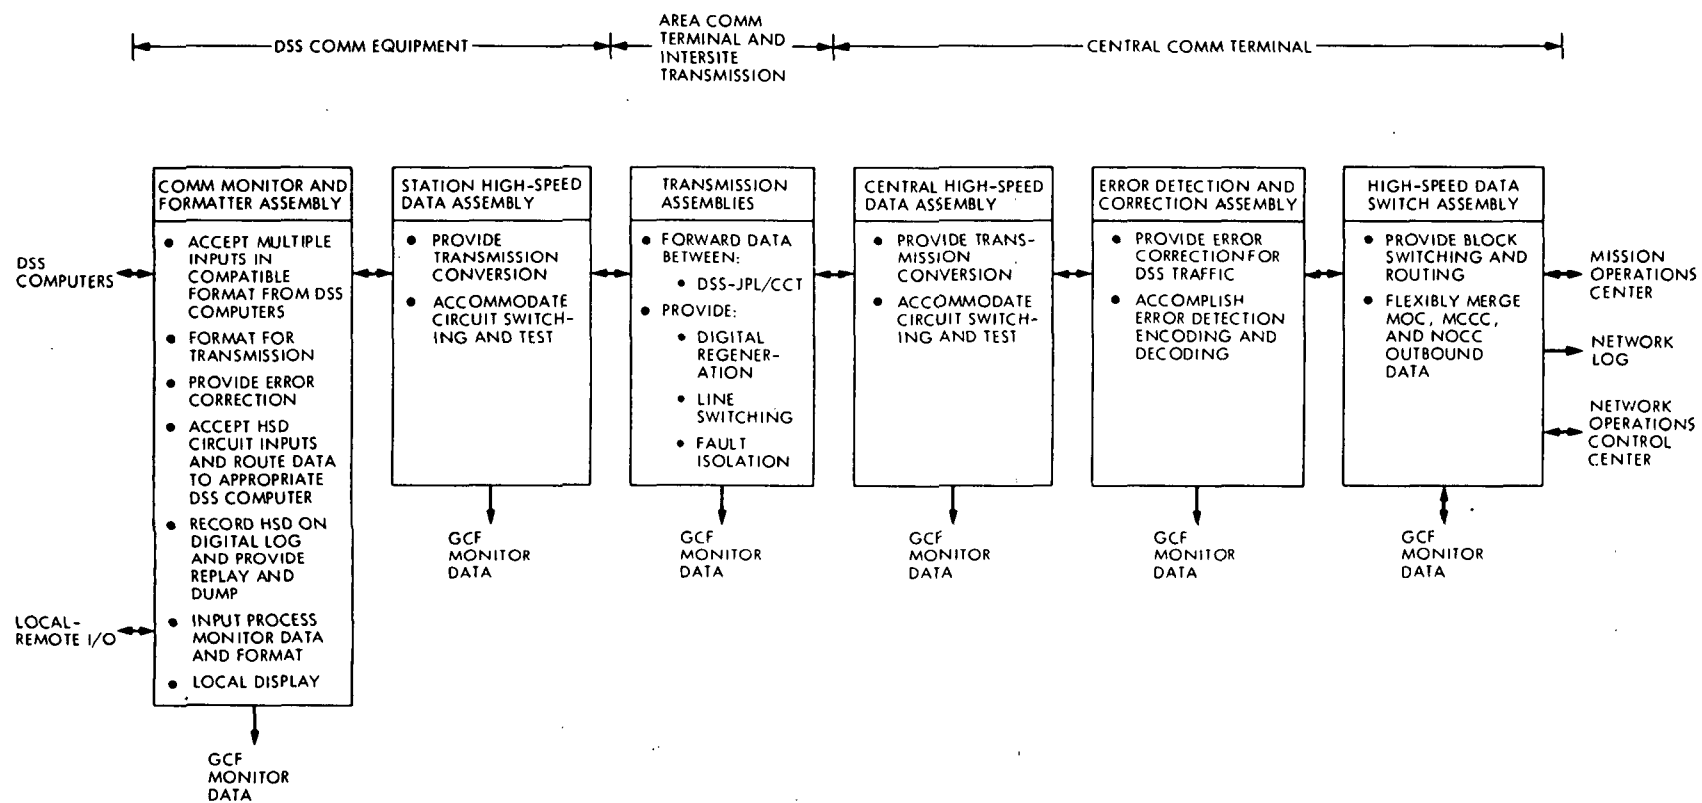 DSS COMM EQUIPMENT
AREA COMM
TERMINAL AND
INTERSITE
TRANSMISSION
CENTRAL COMM TERMINAL
DSS
COMPUTERS
LOCAL-
REMOTE I/O
COMM MONITOR AND
FORMATTER ASSEMBLY
• ACCEPT MULTIPLE
INPUTS IN
COMPATIBLE
FORMAT FROM DSS
COMPUTERS
• FORMAT FOR
TRANSMISSION
• PROVIDE ERROR
CORRECTION
• ACCEPT HSD
CIRCUIT INPUTS
AND ROUTE DATA
TO APPROPRIATE
DSS COMPUTER
• RECORD HSD ON
DIGITAL LOG
AND PROVIDE
REPLAY AND
DUMP
• INPUT PROCESS
MONITOR DATA
AND FORMAT
• LOCAL DISPLAY
GCF
MONITOR
DATA
STATION HIGH-SPEED
DATA ASSEMBLY
• PROVIDE
TRANSMISSION
CONVERSION
• ACCOMMODATE
CIRCUIT SWITCH-
ING AND TEST
GCF
MONITOR
DATA
TRANSMISSION
ASSEMBLIES
• FORWARD DATA
BETWEEN:
• DSS-JPL/CCT
• PROVIDE:
• DIGITAL
REGENER-
ATION
• LINE
SWITCHING
• FAULT
ISOLATION
GCF
MONITOR
DATA
CENTRAL HIGH-SPEED
DATA ASSEMBLY
• PROVIDE TRANS-
MISSION
CONVERSION
• ACCOMMODATE
CIRCUIT SWITCH-
ING AND TEST
GCF
MONITOR
DATA
ERROR DETECTION AND
CORRECTION ASSEMBLY
• PROVIDE ERROR
CORRECTION FOR
DSS TRAFFIC
• ACCOMPLISH
ERROR DETECTION
ENCODING AND
DECODING
GCF
MONITOR
DATA
HIGH-SPEED DATA
SWITCH ASSEMBLY
• PROVIDE BLOCK
SWITCHING AND
ROUTING
• FLEXIBLY MERGE
MOC, MCCC,
AND NOCC
OUTBOUND
DATA
GCF
MONITOR
DATA
MISSION
OPERATIONS
CENTER
NETWORK
LOG
NETWORK
OPERATIONS
CONTROL
CENTER